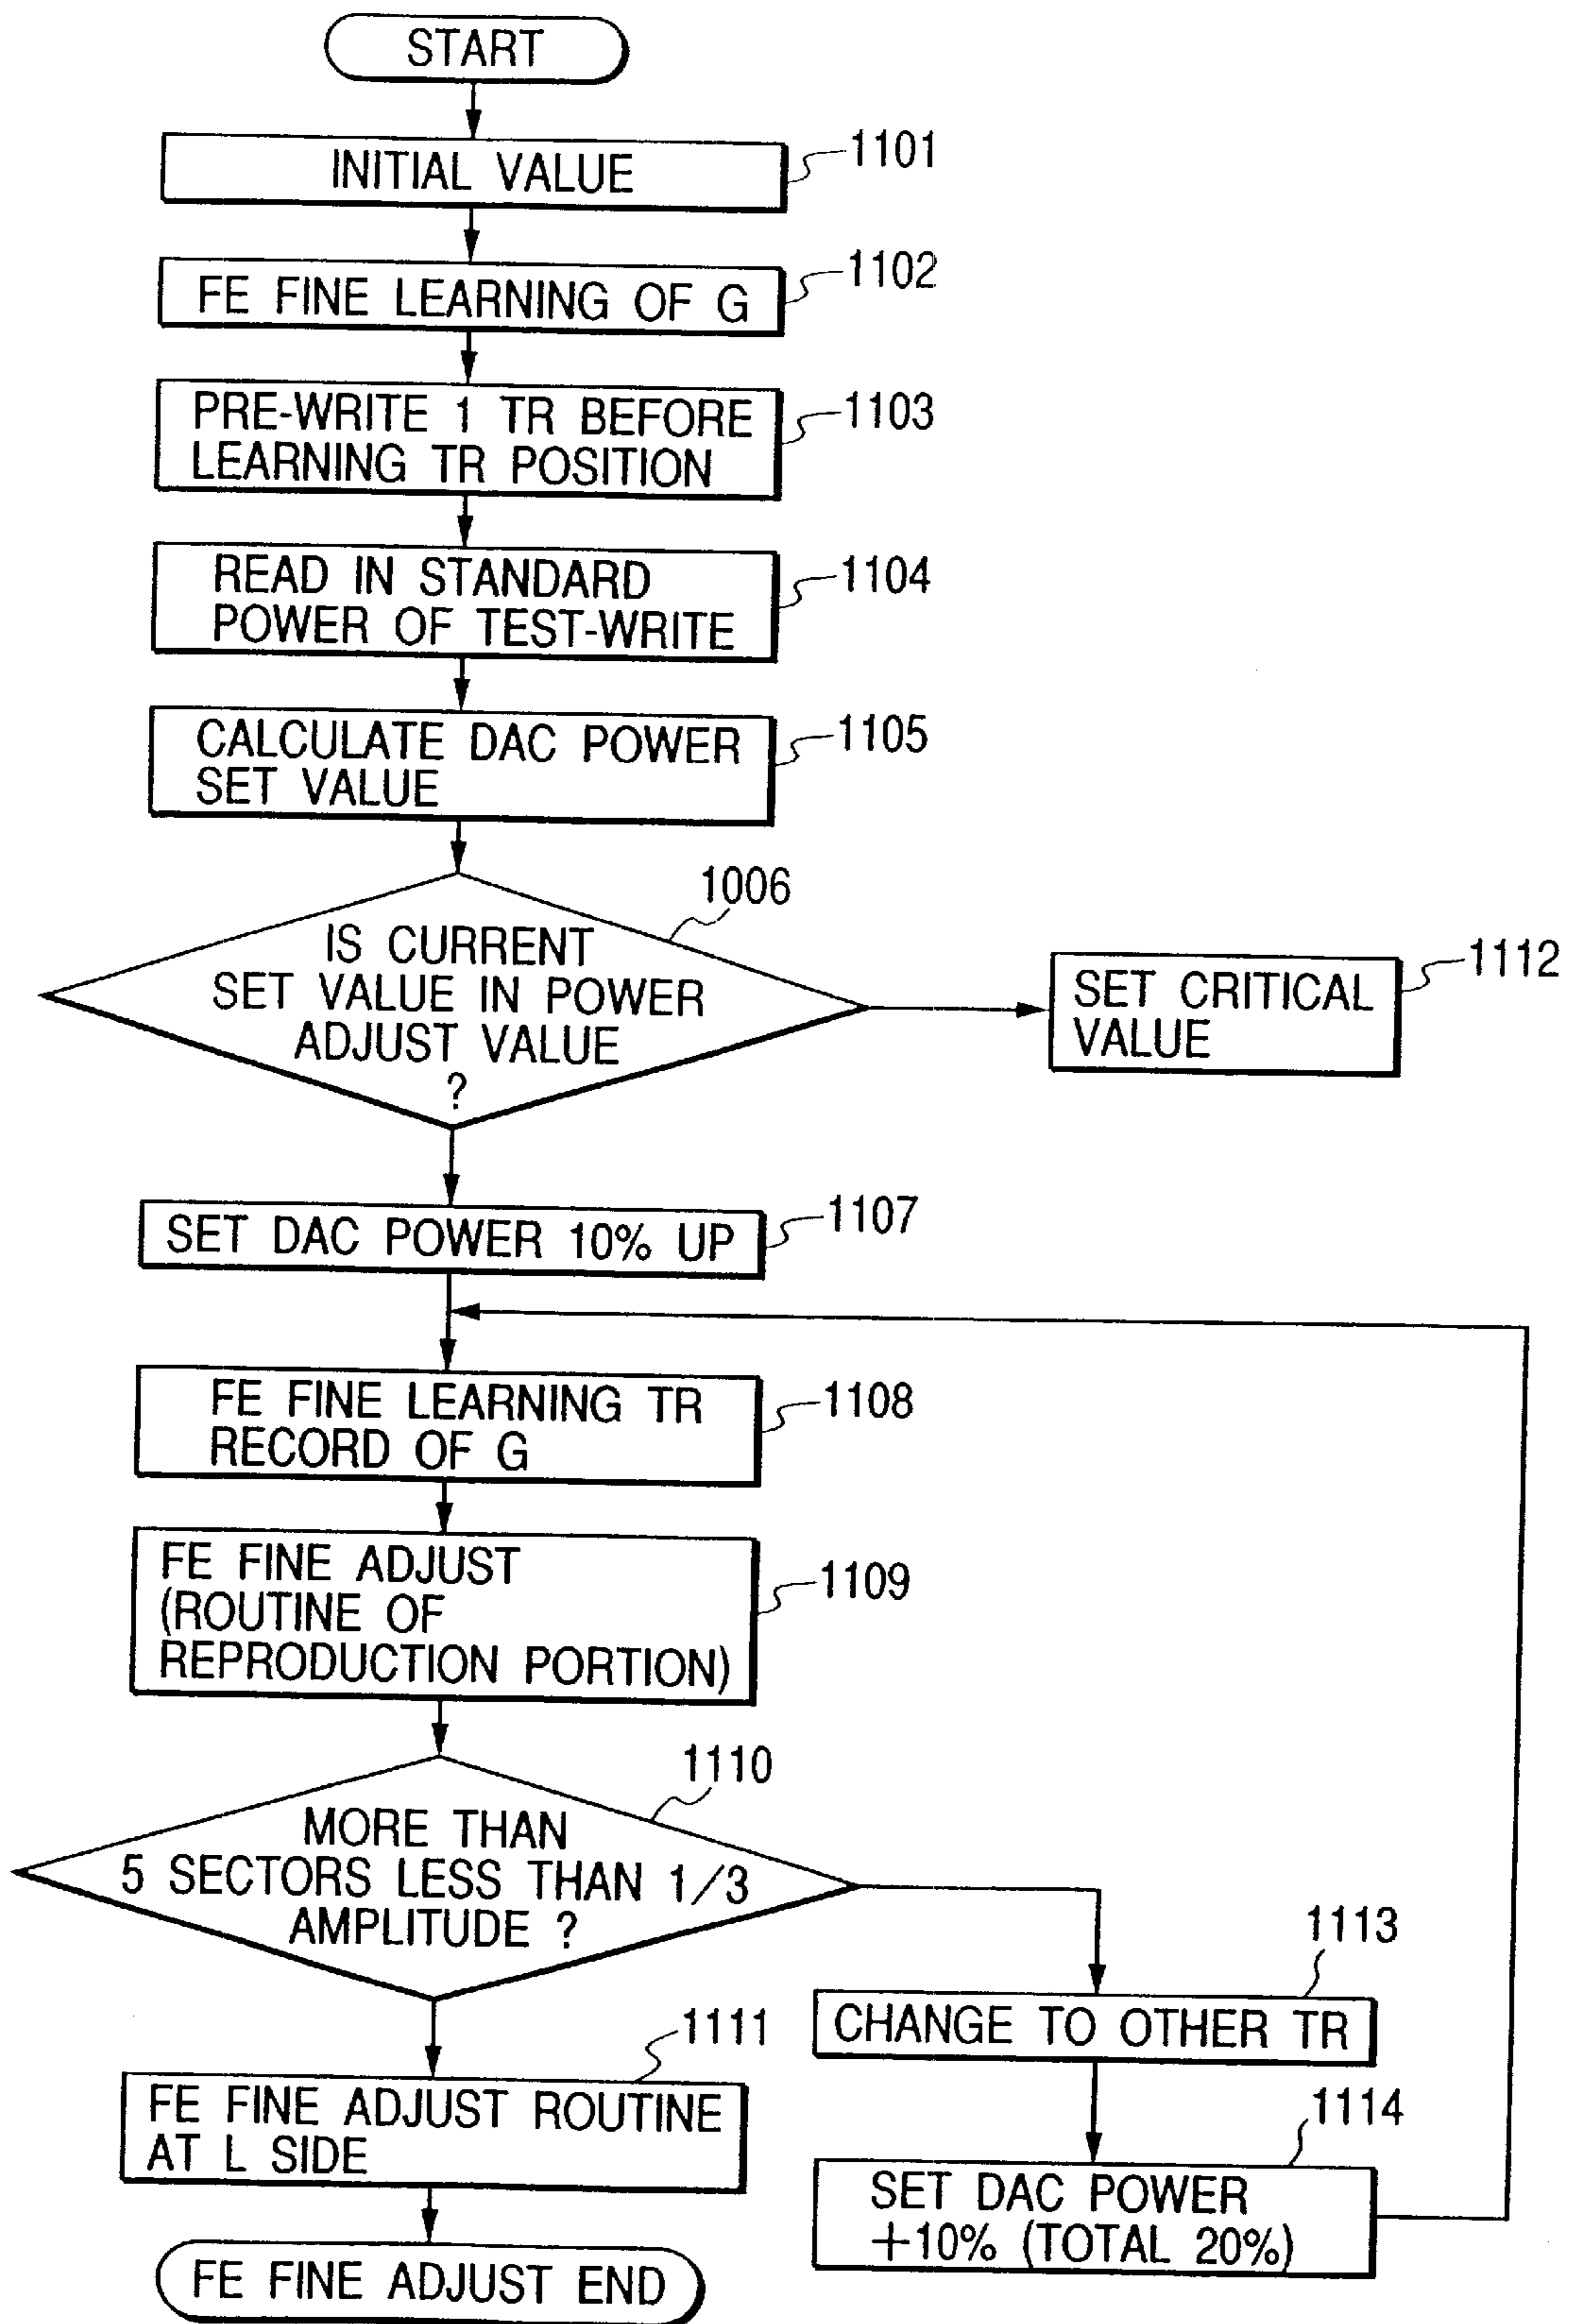 START
INITIAL VALUE
1101
FE FINE LEARNING OF G
1102
PRE-WRITE 1 TR BEFORE
LEARNING TR POSITION
1103
READ IN STANDARD
POWER OF TEST-WRITE
1104
CALCULATE DAC POWER
SET VALUE
1105
1006
IS CURRENT
SET VALUE IN POWER
ADJUST VALUE
?
1112
SET CRITICAL
VALUE
SET DAC POWER 10% UP
1107
FE FINE LEARNING TR
RECORD OF G
1108
FE FINE ADJUST
(ROUTINE OF
REPRODUCTION PORTION)
1109
1110
MORE THAN
5 SECTORS LESS THAN 1/3
AMPLITUDE ?
1113
CHANGE TO OTHER TR
1111
FE FINE ADJUST ROUTINE
AT L SIDE
1114
SET DAC POWER
+10% (TOTAL 20%)
FE FINE ADJUST END